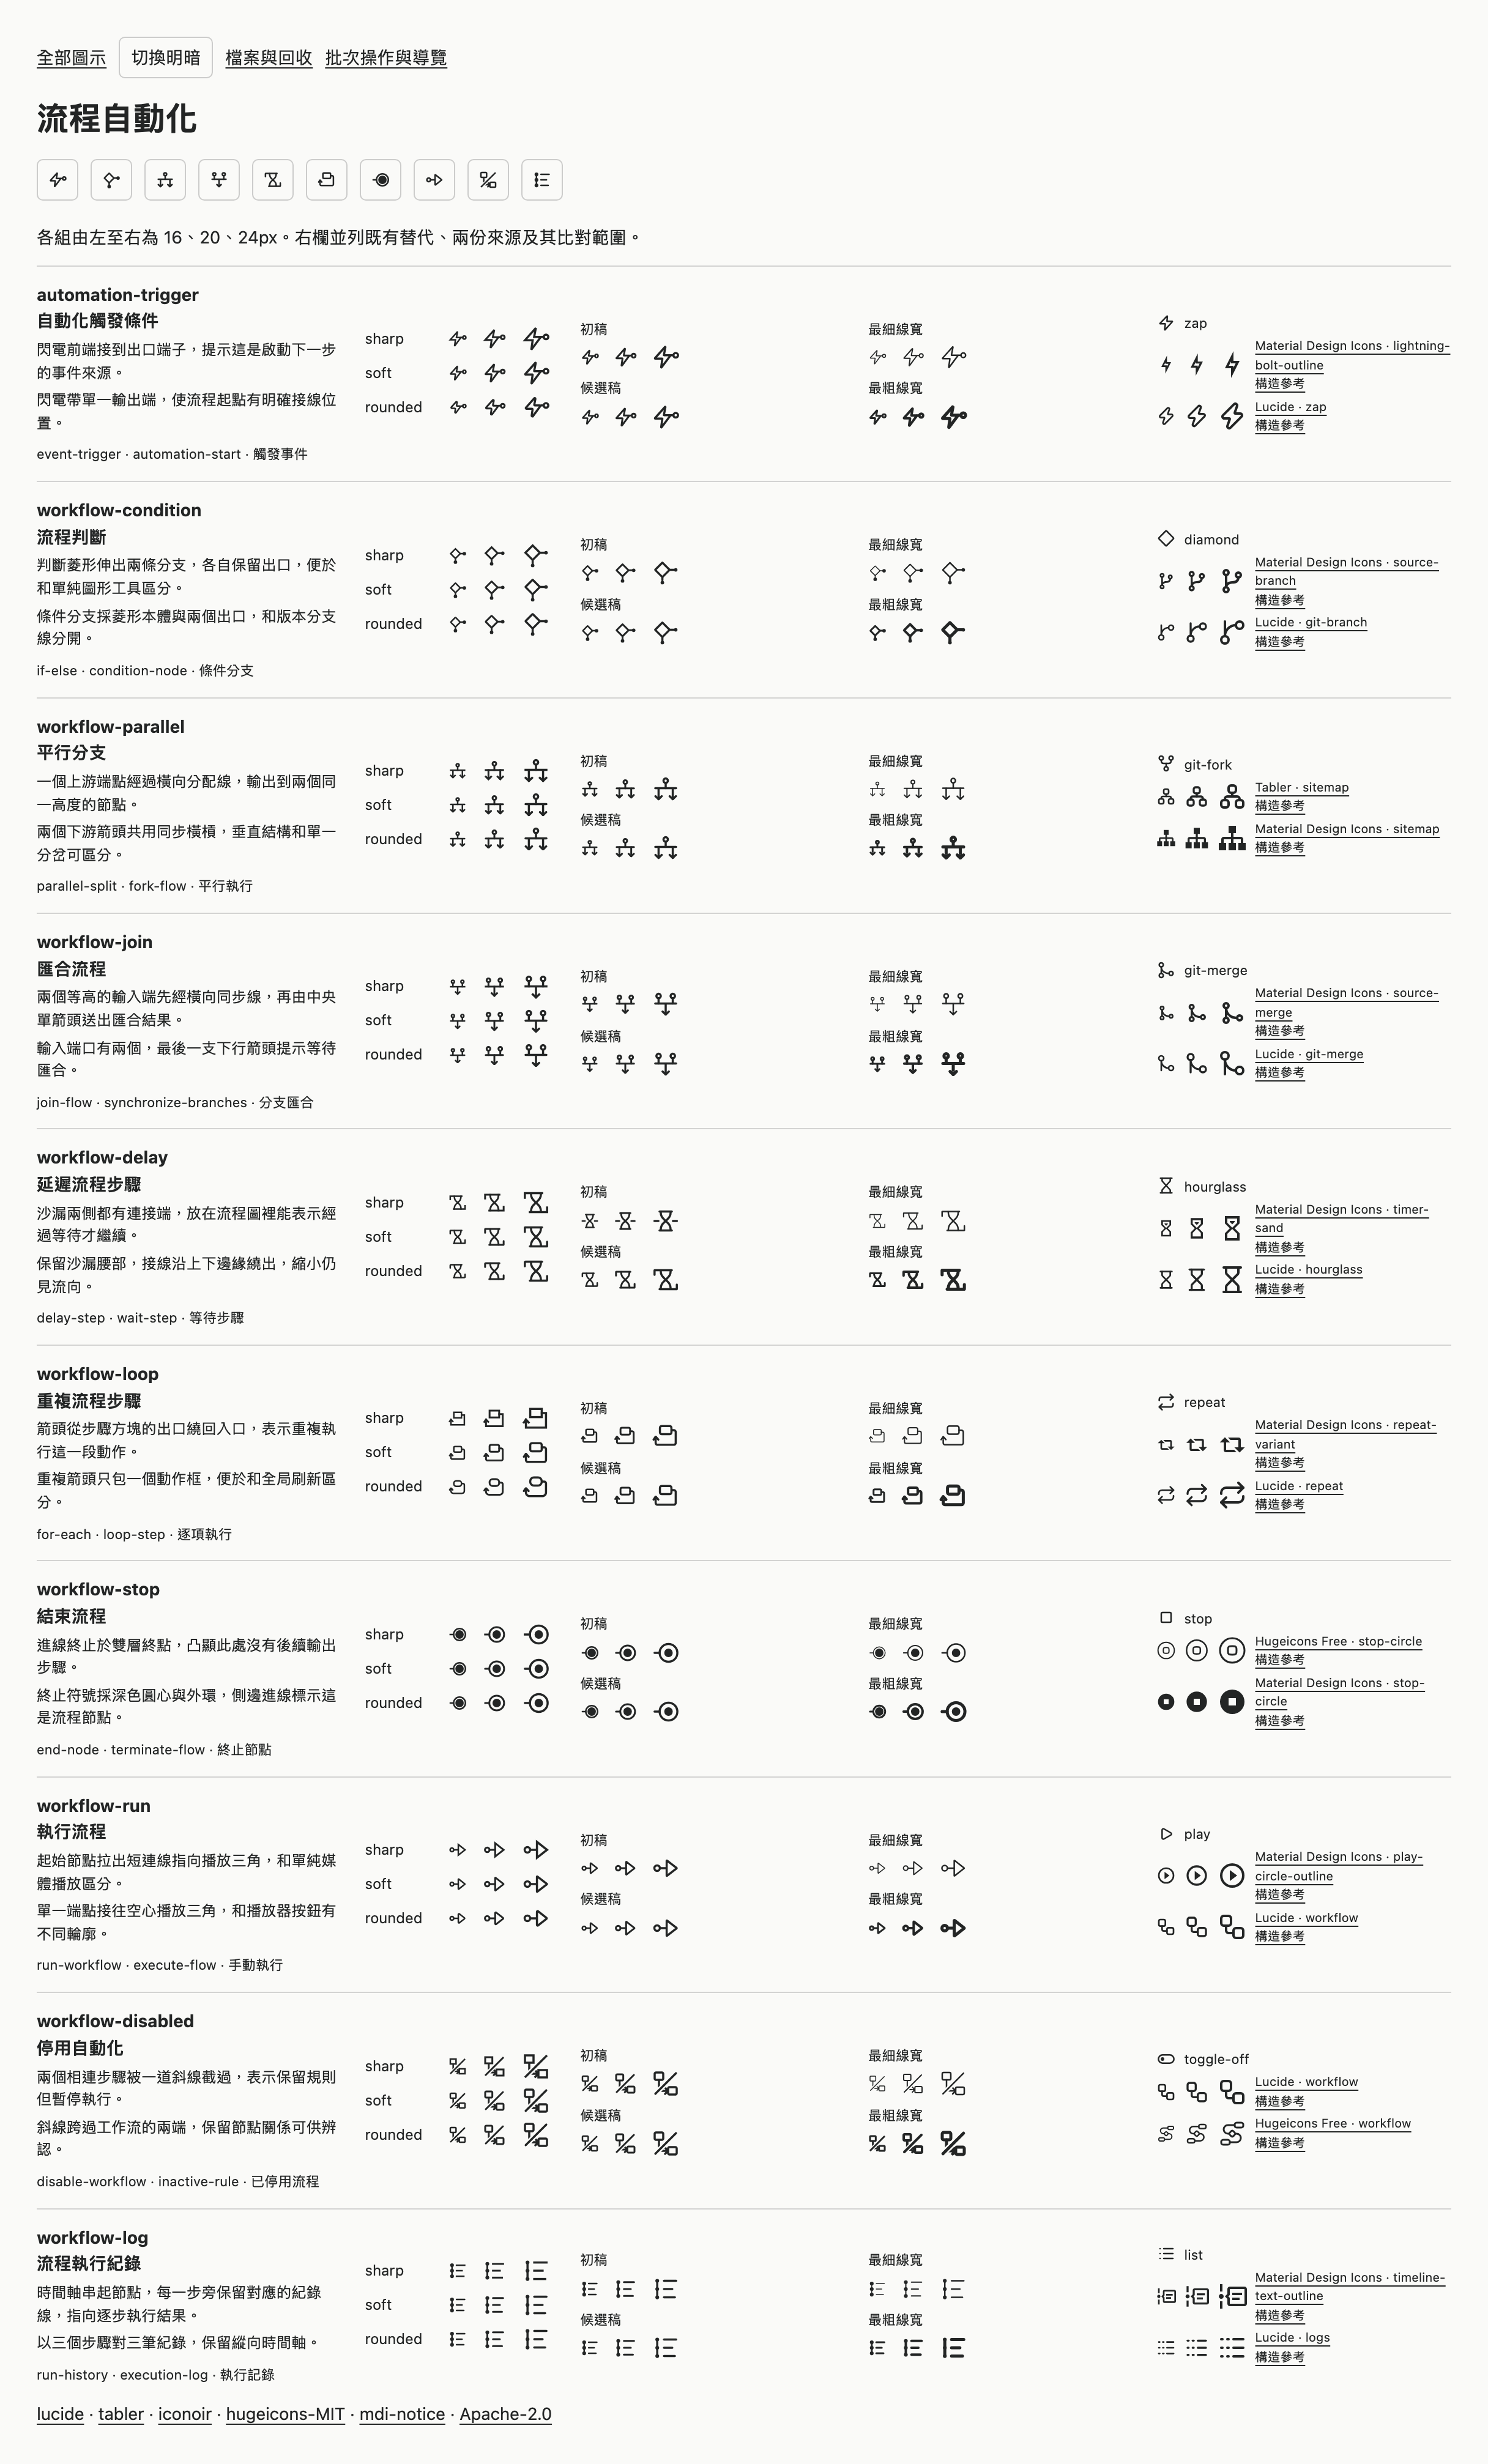 全部圖示 切換明暗 檔案與回收 批次操作與導覽
流程自動化
各組由左至右為 16、20、24px。右欄並列既有替代、兩份來源及其比對範圍。
automation-trigger
自動化觸發條件
閃電前端接到出口端子，提示這是啟動下一步
的事件來源。
閃電帶單一輸出端，使流程起點有明確接線位
置。
event-trigger · automation-start · 觸發事件
sharp
soft
rounded
初稿
候選稿
最細線寬
最粗線寬
zap
Material Design Icons · lightning-
bolt-outline
構造參考
Lucide · zap
構造參考
workflow-condition
流程判斷
判斷菱形伸出兩條分支，各自保留出口，便於
和單純圖形工具區分。
條件分支採菱形本體與兩個出口，和版本分支
線分開。
if-else · condition-node · 條件分支
sharp
soft
rounded
初稿
候選稿
最細線寬
最粗線寬
diamond
Material Design Icons · source-
branch
構造參考
Lucide · git-branch
構造參考
workflow-parallel
平行分支
一個上游端點經過橫向分配線，輸出到兩個同
一高度的節點。
兩個下游箭頭共用同步橫槓，垂直結構和單一
分岔可區分。
parallel-split · fork-flow · 平行執行
sharp
soft
rounded
初稿
候選稿
最細線寬
最粗線寬
git-fork
Tabler · sitemap
構造參考
Material Design Icons · sitemap
構造參考
workflow-join
匯合流程
兩個等高的輸入端先經橫向同步線，再由中央
單箭頭送出匯合結果。
輸入端口有兩個，最後一支下行箭頭提示等待
匯合。
join-flow · synchronize-branches · 分支匯合
sharp
soft
rounded
初稿
候選稿
最細線寬
最粗線寬
git-merge
Material Design Icons · source-
merge
構造參考
Lucide · git-merge
構造參考
workflow-delay
延遲流程步驟
沙漏兩側都有連接端，放在流程圖裡能表示經
過等待才繼續。
保留沙漏腰部，接線沿上下邊緣繞出，縮小仍
見流向。
delay-step · wait-step · 等待步驟
sharp
soft
rounded
初稿
候選稿
最細線寬
最粗線寬
hourglass
Material Design Icons · timer-
sand
構造參考
Lucide · hourglass
構造參考
workflow-loop
重複流程步驟
箭頭從步驟方塊的出口繞回入口，表示重複執
行這一段動作。
重複箭頭只包一個動作框，便於和全局刷新區
分。
for-each · loop-step · 逐項執行
sharp
soft
rounded
初稿
候選稿
最細線寬
最粗線寬
repeat
Material Design Icons · repeat-
variant
構造參考
Lucide · repeat
構造參考
workflow-stop
結束流程
進線終止於雙層終點，凸顯此處沒有後續輸出
步驟。
終止符號採深色圓心與外環，側邊進線標示這
是流程節點。
end-node · terminate-flow · 終止節點
sharp
soft
rounded
初稿
候選稿
最細線寬
最粗線寬
stop
Hugeicons Free · stop-circle
構造參考
Material Design Icons · stop-
circle
構造參考
workflow-run
執行流程
起始節點拉出短連線指向播放三角，和單純媒
體播放區分。
單一端點接往空心播放三角，和播放器按鈕有
不同輪廓。
run-workflow · execute-flow · 手動執行
sharp
soft
rounded
初稿
候選稿
最細線寬
最粗線寬
play
Material Design Icons · play-
circle-outline
構造參考
Lucide · workflow
構造參考
workflow-disabled
停用自動化
兩個相連步驟被一道斜線截過，表示保留規則
但暫停執行。
斜線跨過工作流的兩端，保留節點關係可供辨
認。
disable-workflow · inactive-rule · 已停用流程
sharp
soft
rounded
初稿
候選稿
最細線寬
最粗線寬
toggle-off
Lucide · workflow
構造參考
Hugeicons Free · workflow
構造參考
workflow-log
流程執行紀錄
時間軸串起節點，每一步旁保留對應的紀錄
線，指向逐步執行結果。
以三個步驟對三筆紀錄，保留縱向時間軸。
run-history · execution-log · 執行記錄
sharp
soft
rounded
初稿
候選稿
最細線寬
最粗線寬
list
Material Design Icons · timeline-
text-outline
構造參考
Lucide · logs
構造參考
lucide · tabler · iconoir · hugeicons-MIT · mdi-notice · Apache-2.0